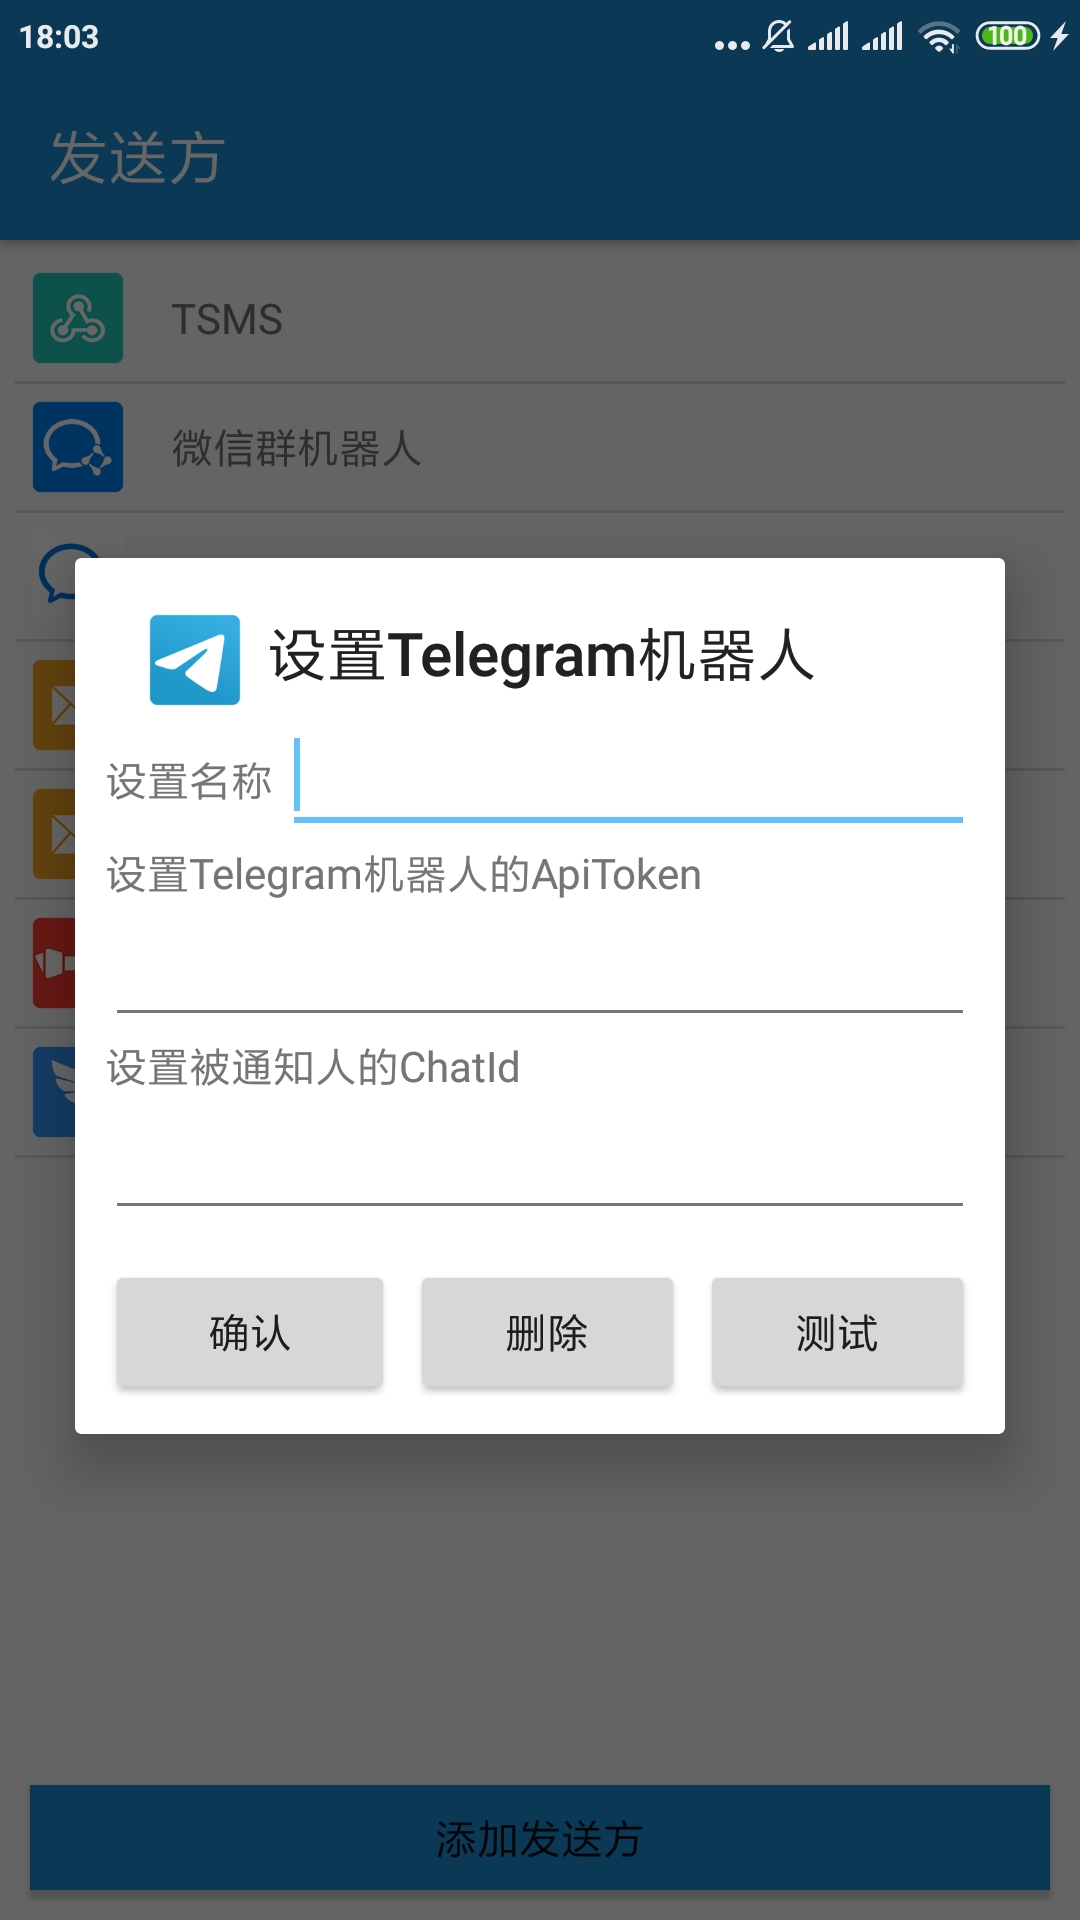 18:03
100
发送方
TSMS
微信群机器人
设置Telegram机器人
设置名称
设置Telegram机器人的ApiToken
设置被通知人的ChatId
确认
删除
测试
添加发送方